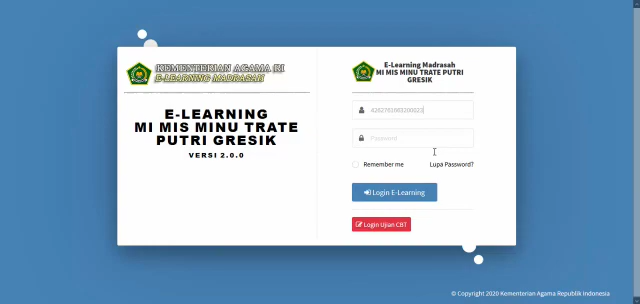 KEMENTERIAN AGAMA RI
E-LEARNING MADRASAH
E-LEARNING
MI MIS MINU TRATE
PUTRI GRESIK
VERSI 2.0.0
E-Learning Madrasah
MI MIS MINU TRATE PUTRI
GRESIK
Password
Remember me
Lupa Password?
Login E-Learning
Login Ujian CBT
© Copyright 2020 Kementerian Agama Republik Indonesia